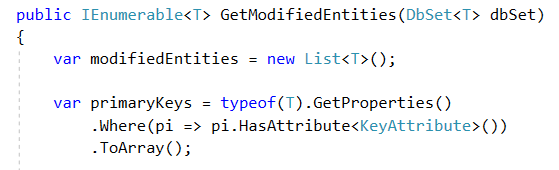 public IEnumerable<T> GetModifiedEntities(DbSet<T> dbSet)
{
    var modifiedEntities = new List<T>();

    var primaryKeys = typeof(T).GetProperties()
        .Where(pi => pi.HasAttribute<KeyAttribute>())
        .ToArray();